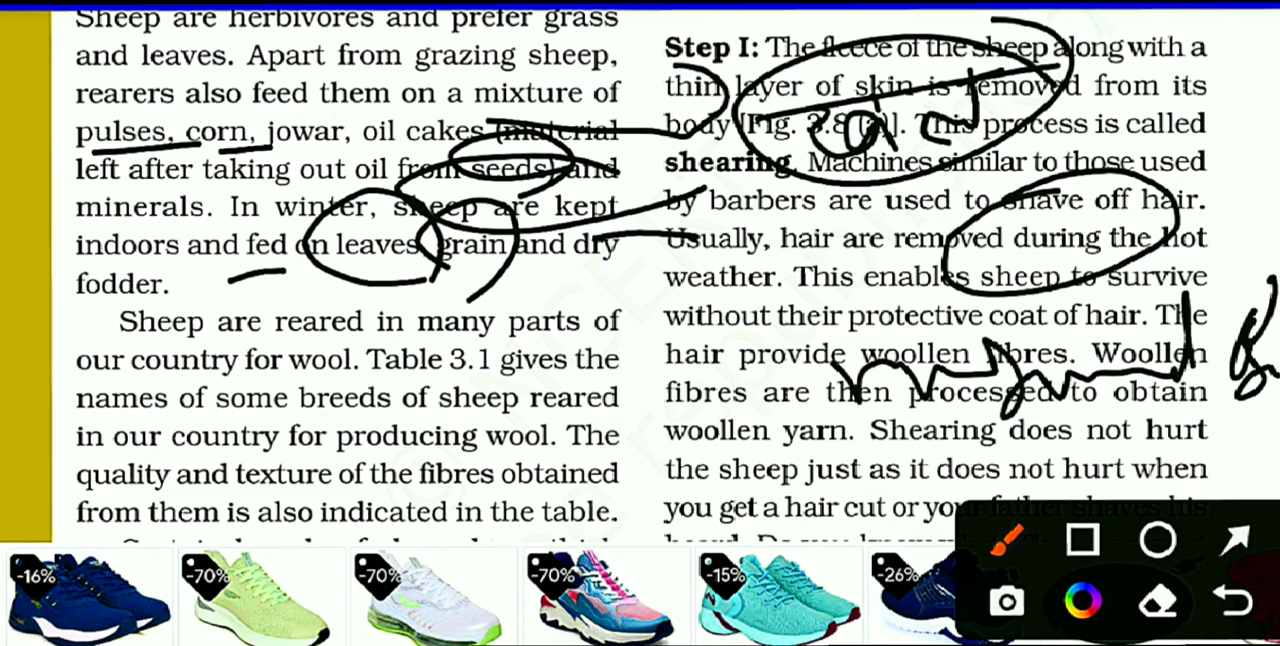 Sheep are herbivores and prefer grass
and leaves. Apart from grazing sheep,
rearers also feed them on a mixture of
pulses, corn, jowar, oil cakes (material
left after taking out oil from seeds) and
minerals. In winter, sheep are kept
indoors and fed on leaves, grain and dry
fodder.
Sheep are reared in many parts of
our country for wool. Table 3.1 gives the
names of some breeds of sheep reared
in our country for producing wool. The
quality and texture of the fibres obtained
from them is also indicated in the table.
Step I: The fleece of the sheep along with a
thin layer of skin is removed from its
body [Fig. 3.8 (a)]. This process is called
shearing. Machines similar to those used
by barbers are used to shave off hair.
Usually, hair are removed during the hot
weather. This enables sheep to survive
without their protective coat of hair. The
hair provide woollen fibres. Woollen
fibres are then processed to obtain
woollen yarn. Shearing does not hurt
the sheep just as it does not hurt when
you get a hair cut or your father shaves his
-16%
-70%
-70%
-70%
-15%
-26%